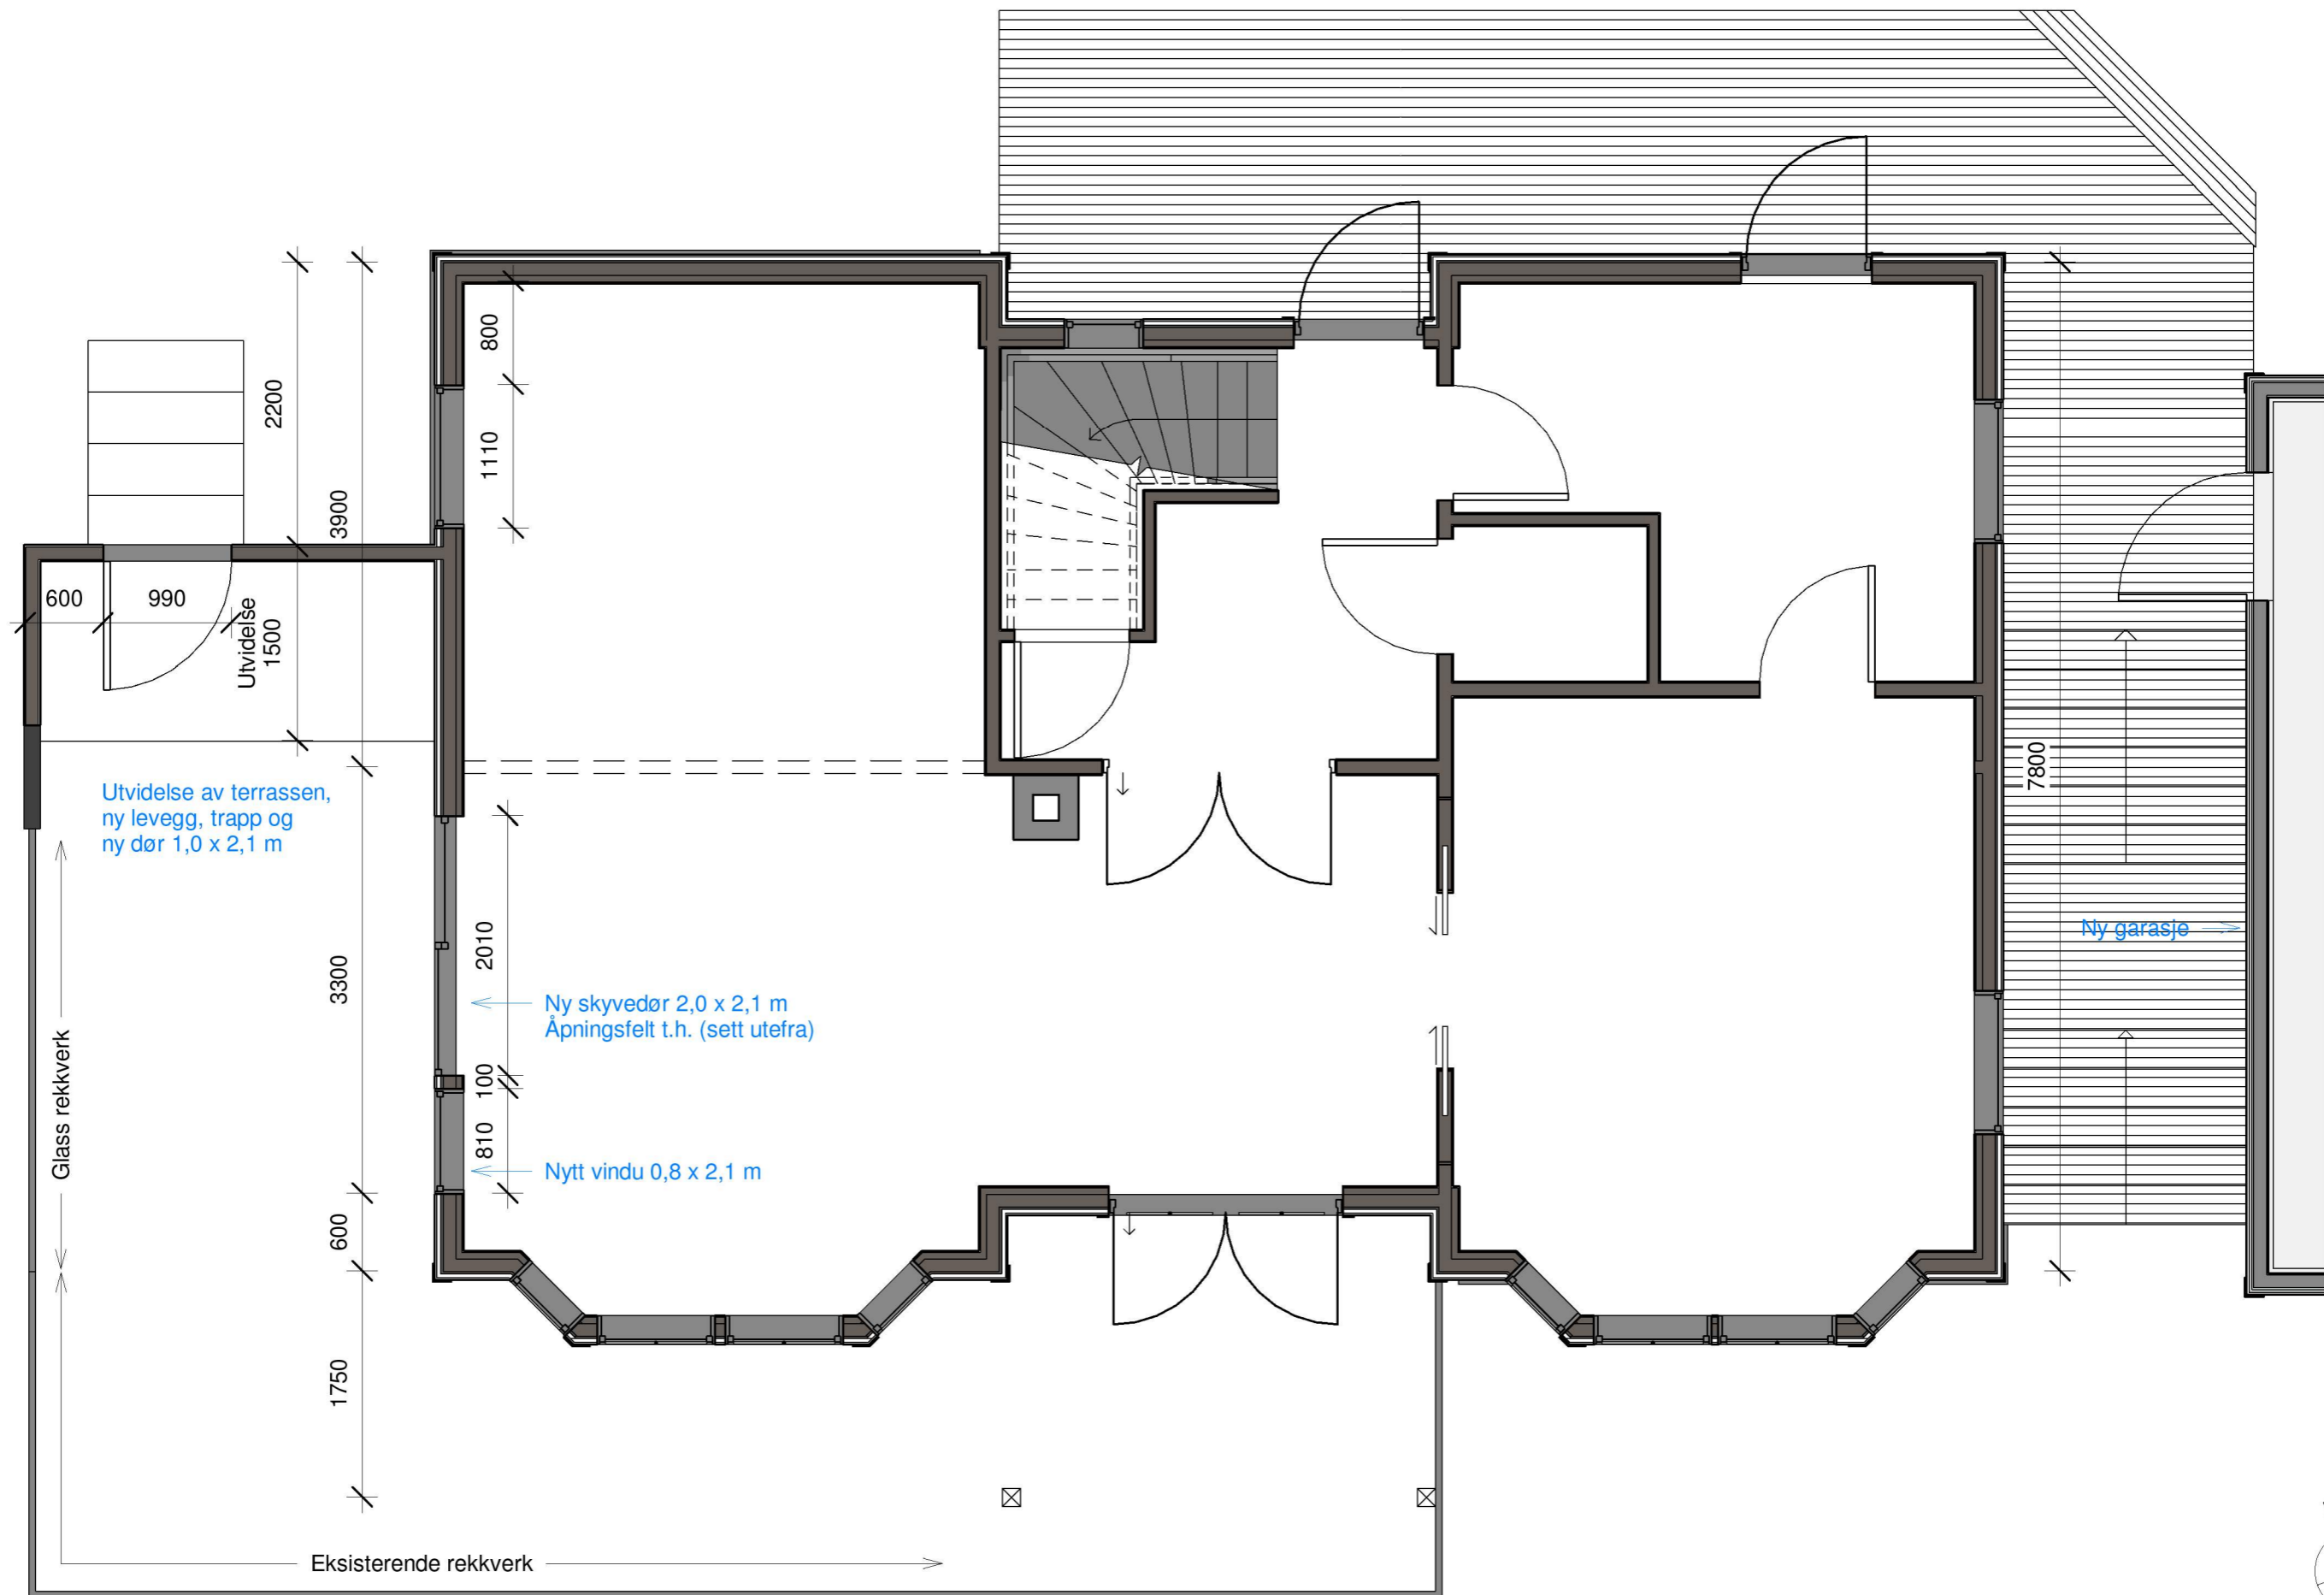 800
2200
1110
3900
600
990
Utvidelse
1500
7800
Utvidelse av terrassen,
ny levegg, trapp og
ny dør 1,0 x 2,1 m
2010
3300
Ny garasje
Ny skyvedør 2,0 x 2,1 m
Åpningsfelt t.h. (sett utefra)
Glass rekkverk
100
810
Nytt vindu 0,8 x 2,1 m
600
1750
Eksisterende rekkverk